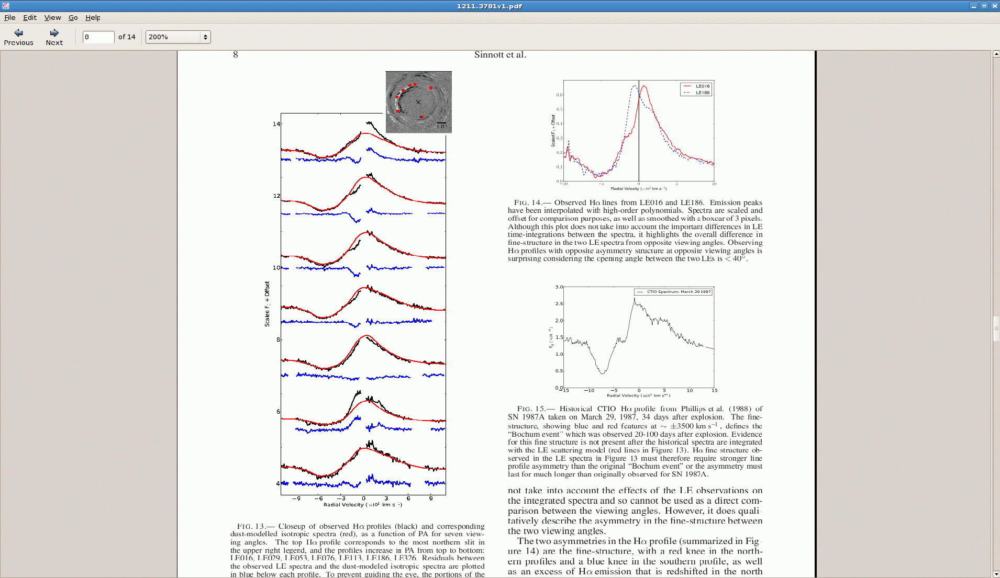 1211.3781v1.pdf
File Edit View Go Help
Previous Next 8 of 14 200%
8 Sinnott et al.
1.0'
14
12
10
8
6
4
Scaled Fλ + Offset
−9 −6 −3 0 3 6 9
Radial Velocity (×10³ km s⁻¹)
FIG. 13.— Closeup of observed Hα profiles (black) and corresponding
dust-modelled isotropic spectra (red), as a function of PA for seven view-
ing angles. The top Hα profile corresponds to the most northern slit in
the upper right legend, and the profiles increase in PA from top to bottom:
LE016, LE029, LE053, LE076, LE113, LE186, LE326. Residuals between
the observed LE spectra and the dust-modeled isotropic spectra are plotted
in blue below each profile. To prevent guiding the eye, the portions of the
LE016
LE186
0.6
0.5
0.4
0.3
0.2
0.1
0.0
Scaled Fλ + Offset
−10 −5 0 5 10
Radial Velocity (×10³ km s⁻¹)
FIG. 14.— Observed Hα lines from LE016 and LE186. Emission peaks
have been interpolated with high-order polynomials. Spectra are scaled and
offset for comparison purposes, as well as smoothed with a boxcar of 3 pixels.
Although this plot does not take into account the important differences in LE
time-integrations between the spectra, it highlights the overall difference in
fine-structure in the two LE spectra from opposite viewing angles. Observing
Hα profiles with opposite asymmetry structure at opposite viewing angles is
surprising considering the opening angle between the two LEs is < 40°.
CTIO Spectrum: March 29 1987
3.0
2.5
2.0
1.5
1.0
0.5
0.0
−15 −10 −5 0 5 10 15
Radial Velocity (×10³ km s⁻¹)
FIG. 15.— Historical CTIO Hα profile from Phillips et al. (1988) of
SN 1987A taken on March 29, 1987, 34 days after explosion. The fine-
structure, showing blue and red features at ∼ ±3500 km s⁻¹, defines the
“Bochum event” which was observed 20-100 days after explosion. Evidence
for this fine structure is not present after the historical spectra are integrated
with the LE scattering model (red lines in Figure 13). Hα fine structure ob-
served in the LE spectra in Figure 13 must therefore require stronger line
profile asymmetry than the original “Bochum event” or the asymmetry must
last for much longer than originally observed for SN 1987A.
not take into account the effects of the LE observations on
the integrated spectra and so cannot be used as a direct com-
parison between the viewing angles. However, it does quali-
tatively describe the asymmetry in the fine-structure between
the two viewing angles.
The two asymmetries in the Hα profile (summarized in Fig-
ure 14) are the fine-structure, with a red knee in the north-
ern profiles and a blue knee in the southern profile, as well
as an excess of Hα emission that is redshifted in the north